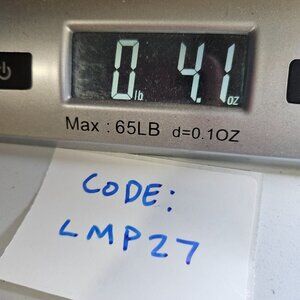 0 lb 4.1 oz
Max : 65LB d=0.1OZ
CODE:
LMP27